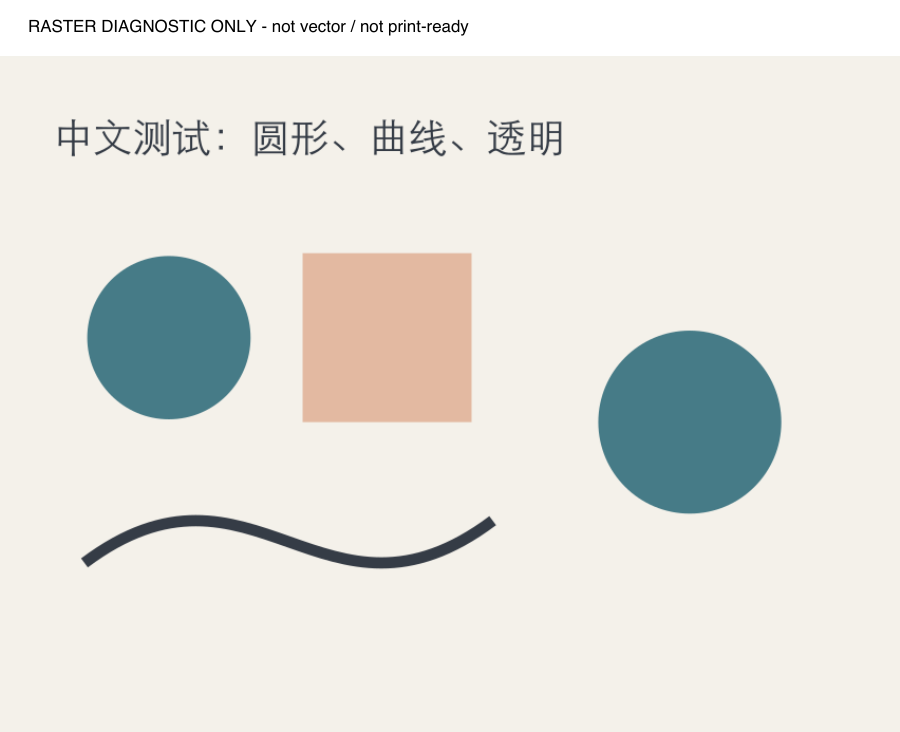 RASTER DIAGNOSTIC ONLY - not vector / not print-ready
中文测试：圆形、曲线、透明